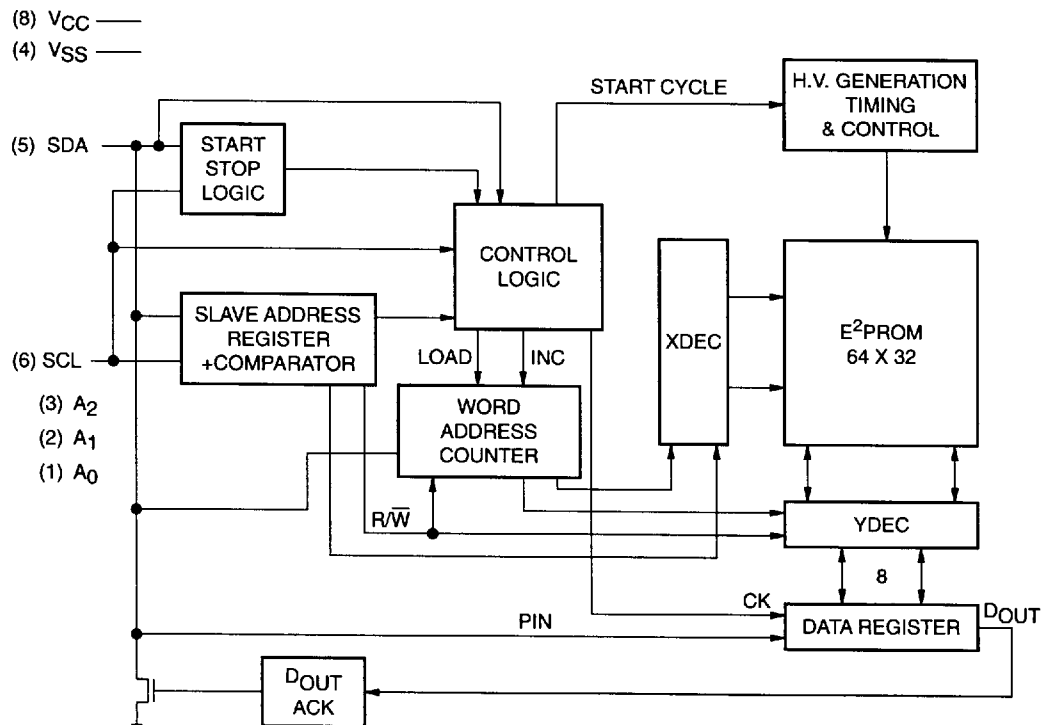 (8) VCC
(4) VSS
START CYCLE
H.V. GENERATION
TIMING
& CONTROL
(5) SDA
START
STOP
LOGIC
CONTROL
LOGIC
SLAVE ADDRESS
REGISTER
+COMPARATOR
(6) SCL
LOAD
INC
XDEC
E²PROM
64 X 32
(3) A2
(2) A1
(1) A0
WORD
ADDRESS
COUNTER
R/W̅
YDEC
8
CK
DOUT
PIN
DATA REGISTER
DOUT
ACK